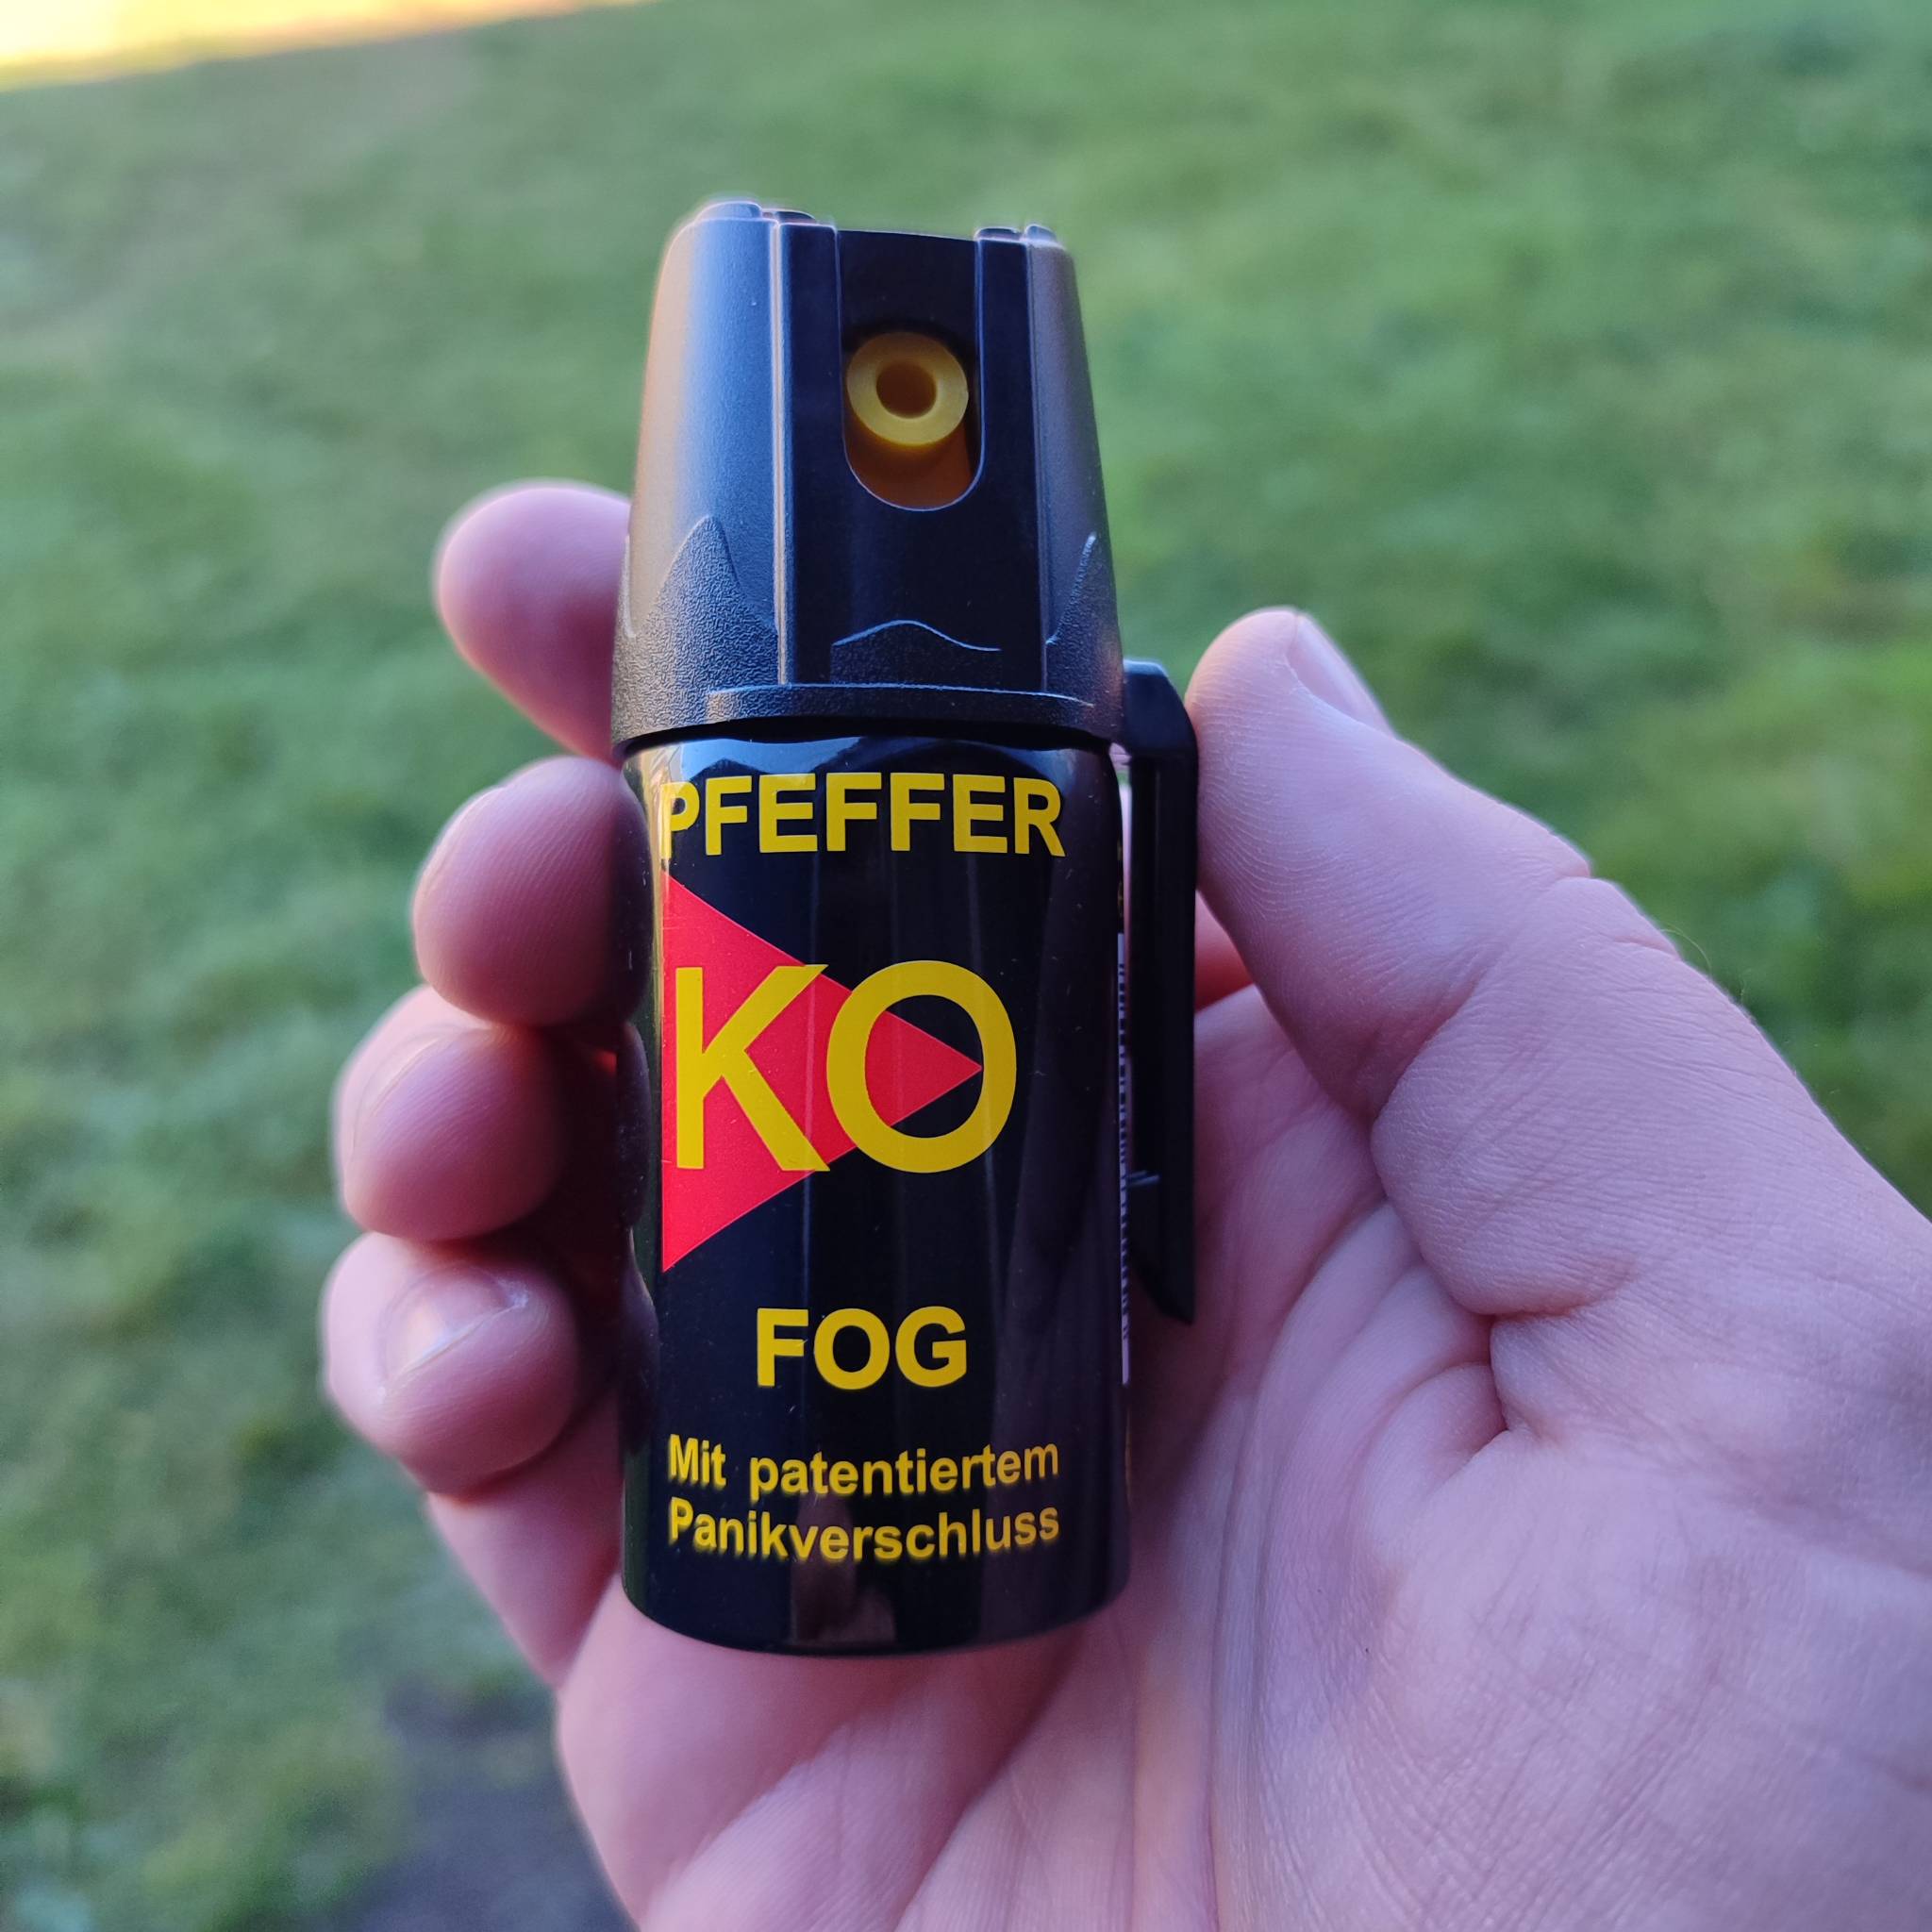 PFEFFER
KO
FOG
Mit patentiertem
Panikverschluss